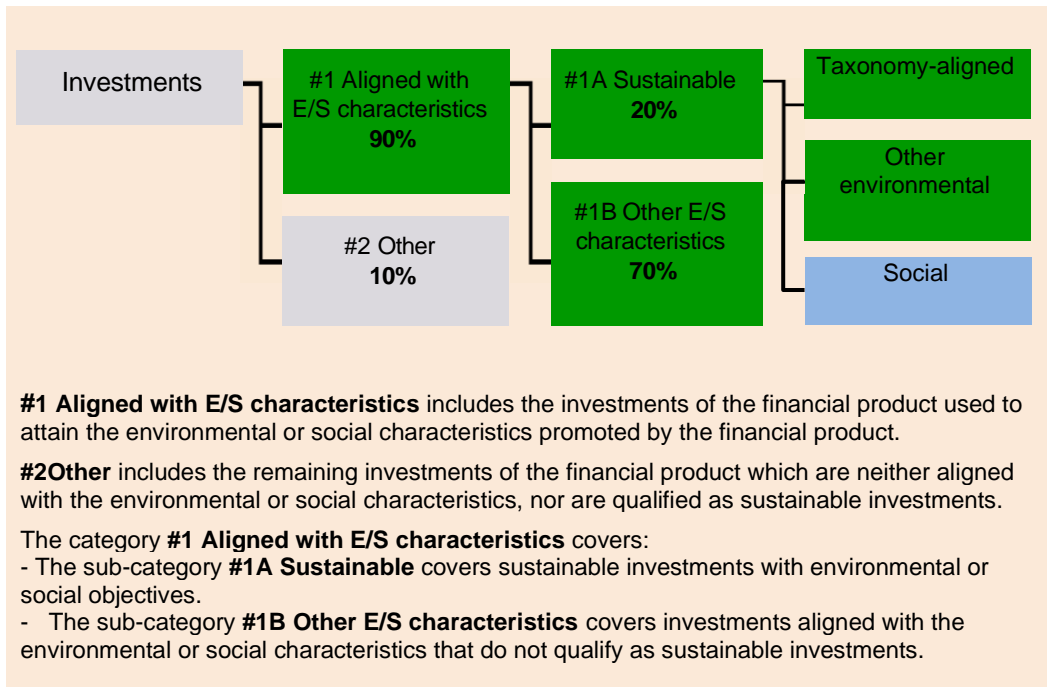 Investments
#1 Aligned with
E/S characteristics
90%
#2 Other
10%
#1A Sustainable
20%
#1B Other E/S
characteristics
70%
Taxonomy-aligned
Other
environmental
Social
#1 Aligned with E/S characteristics includes the investments of the financial product used to
attain the environmental or social characteristics promoted by the financial product.
#2Other includes the remaining investments of the financial product which are neither aligned
with the environmental or social characteristics, nor are qualified as sustainable investments.
The category #1 Aligned with E/S characteristics covers:
- The sub-category #1A Sustainable covers sustainable investments with environmental or
social objectives.
- The sub-category #1B Other E/S characteristics covers investments aligned with the
environmental or social characteristics that do not qualify as sustainable investments.